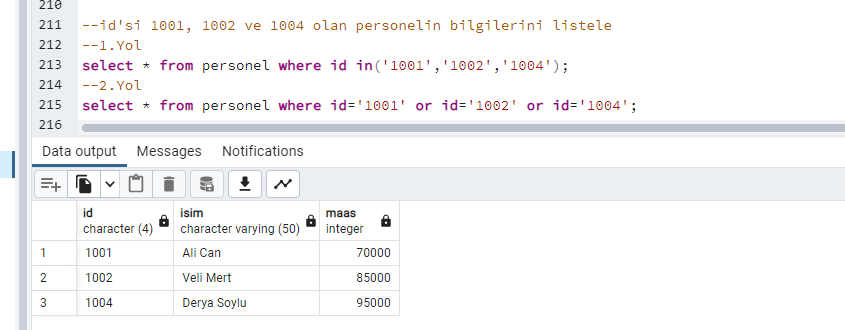 210
211 --id'si 1001, 1002 ve 1004 olan personelin bilgilerini listele
212 --1.Yol
213 select * from personel where id in('1001','1002','1004');
214 --2.Yol
215 select * from personel where id='1001' or id='1002' or id='1004';
216
Data output Messages Notifications
id isim maas
character (4) character varying (50) integer
1 1001 Ali Can 70000
2 1002 Veli Mert 85000
3 1004 Derya Soylu 95000